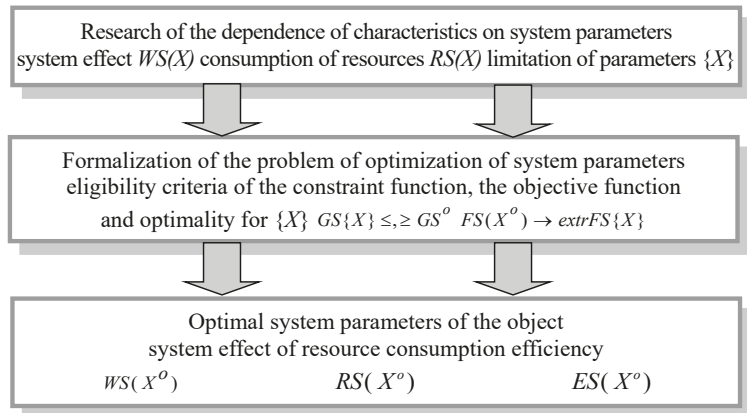 Research of the dependence of characteristics on system parameters
system effect WS(X) consumption of resources RS(X) limitation of parameters {X}
Formalization of the problem of optimization of system parameters
eligibility criteria of the constraint function, the objective function
and optimality for {X} GS{X} ≤,≥ GS° FS(X°) → extrFS{X}
Optimal system parameters of the object
system effect of resource consumption efficiency
WS(X°) RS(X°) ES(X°)